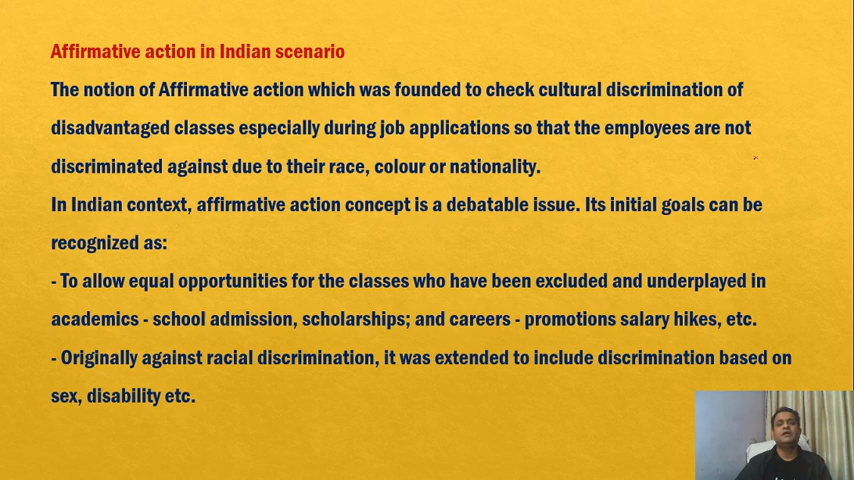 Affirmative action in Indian scenario
The notion of Affirmative action which was founded to check cultural discrimination of
disadvantaged classes especially during job applications so that the employees are not
discriminated against due to their race, colour or nationality.
In Indian context, affirmative action concept is a debatable issue. Its initial goals can be
recognized as:
- To allow equal opportunities for the classes who have been excluded and underplayed in
academics - school admission, scholarships; and careers - promotions salary hikes, etc.
- Originally against racial discrimination, it was extended to include discrimination based on
sex, disability etc.